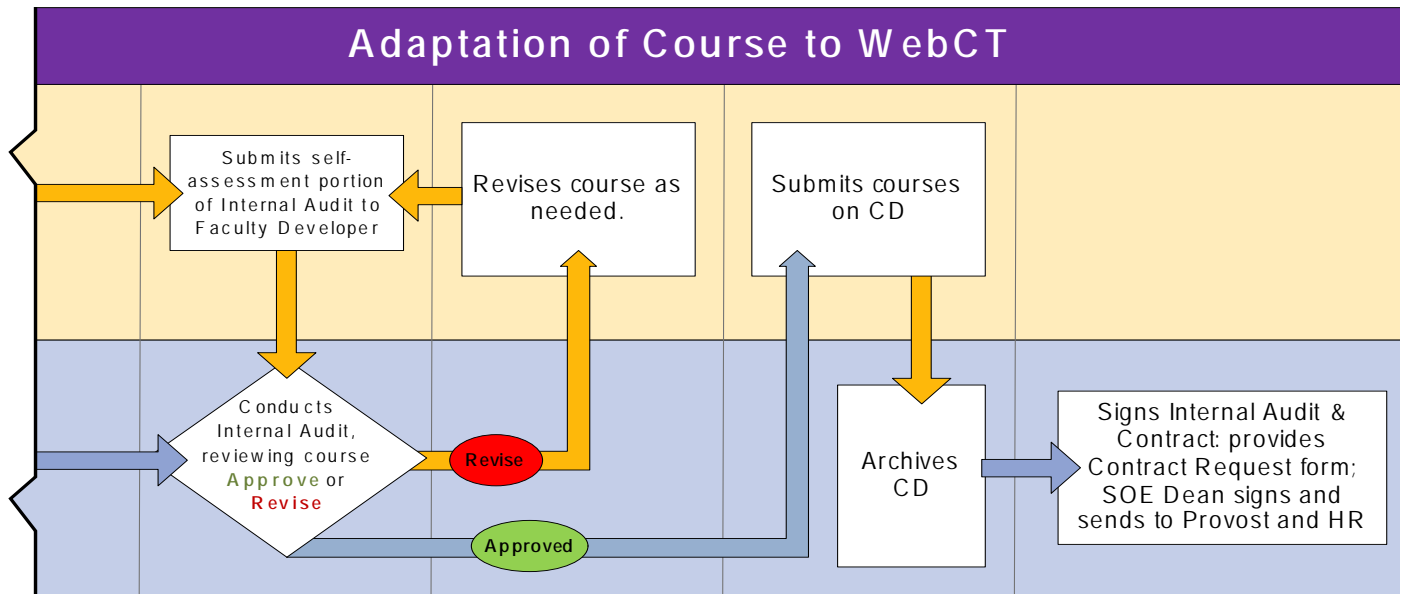 Adaptation of Course to WebCT
Submits self-
assessment portion
of Internal Audit to
Faculty Developer
Revises course as
needed.
Submits courses
on CD
Conducts
Internal Audit,
reviewing course
Approve or
Revise
Revise
Approved
Archives
CD
Signs Internal Audit &
Contract: provides
Contract Request form;
SOE Dean signs and
sends to Provost and HR